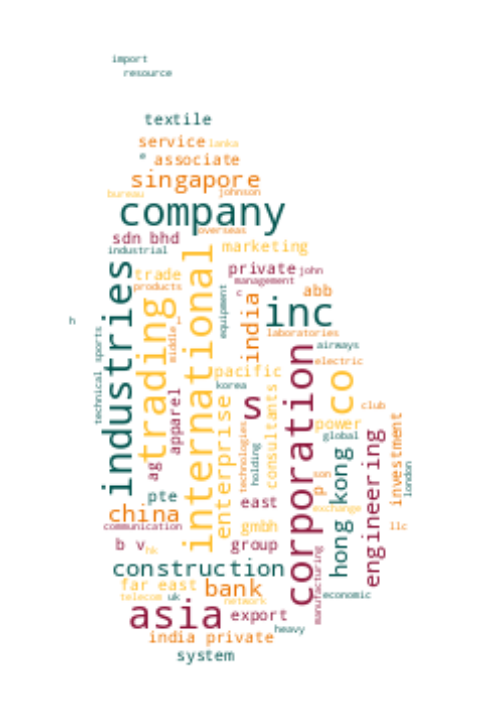 import
resource
textile
service lanka
e associate
singapore
bureau johnson
company
overseas
sdn bhd
marketing
industrial
private john
trade
management
products
c
abb
industries
trading
international
equipment
india
inc
h
laboratories
technical sports
middle
airways
corporation
electric
pacific
korea
co
s
consultants
club
apparel
enterprise
power
global
investment
technologies
holding
engineering
ag
son
p
hong kong
london
pte
east
exchange
china
communication
gmbh
llc
b v
hk
group
construction
far east
bank
manufacturing
telecom uk
network
economic
asia
export
heavy
india private
system